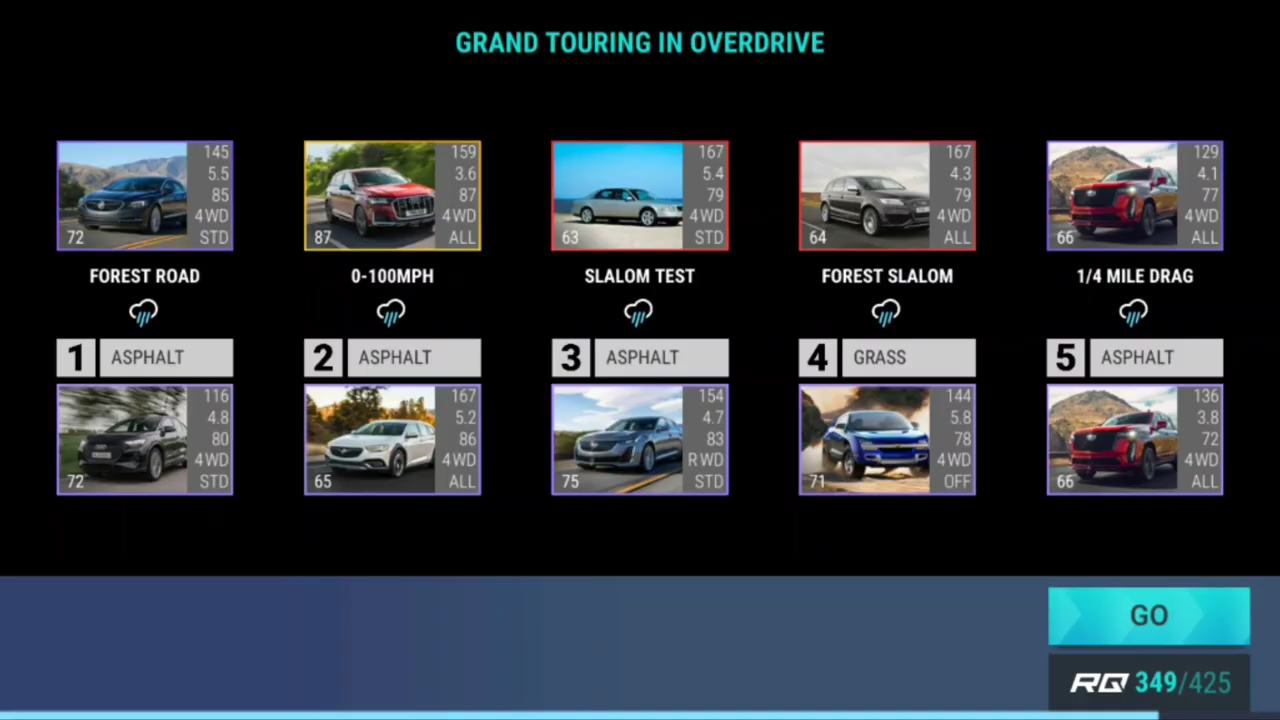 GRAND TOURING IN OVERDRIVE
145
5.5
85
4WD
72 STD
159
3.6
87
4WD
87 ALL
167
5.4
79
4WD
63 STD
167
4.3
79
4WD
64 ALL
129
4.1
77
4WD
66 ALL
FOREST ROAD
0-100MPH
SLALOM TEST
FOREST SLALOM
1/4 MILE DRAG
1 ASPHALT
2 ASPHALT
3 ASPHALT
4 GRASS
5 ASPHALT
116
4.8
80
4WD
72 STD
167
5.2
86
4WD
65 ALL
154
4.7
83
RWD
75 STD
144
5.8
78
4WD
71 OFF
136
3.8
72
4WD
66 ALL
GO
RQ 349/425